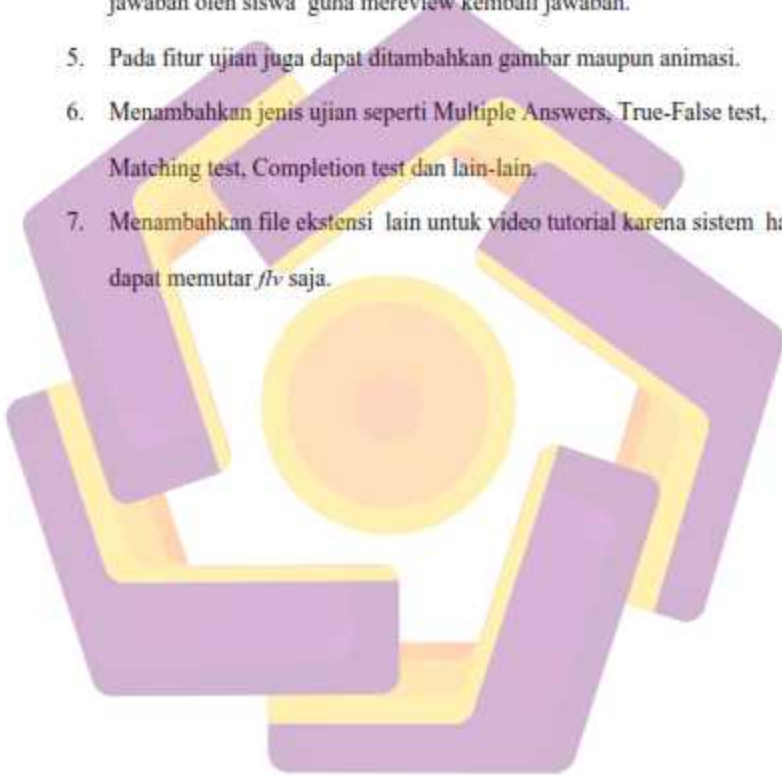 jawaban oleh siswa guna mereview kembali jawaban.
5. Pada fitur ujian juga dapat ditambahkan gambar maupun animasi.
6. Menambahkan jenis ujian seperti Multiple Answers, True-False test,
Matching test, Completion test dan lain-lain.
7. Menambahkan file ekstensi lain untuk video tutorial karena sistem ha
dapat memutar flv saja.